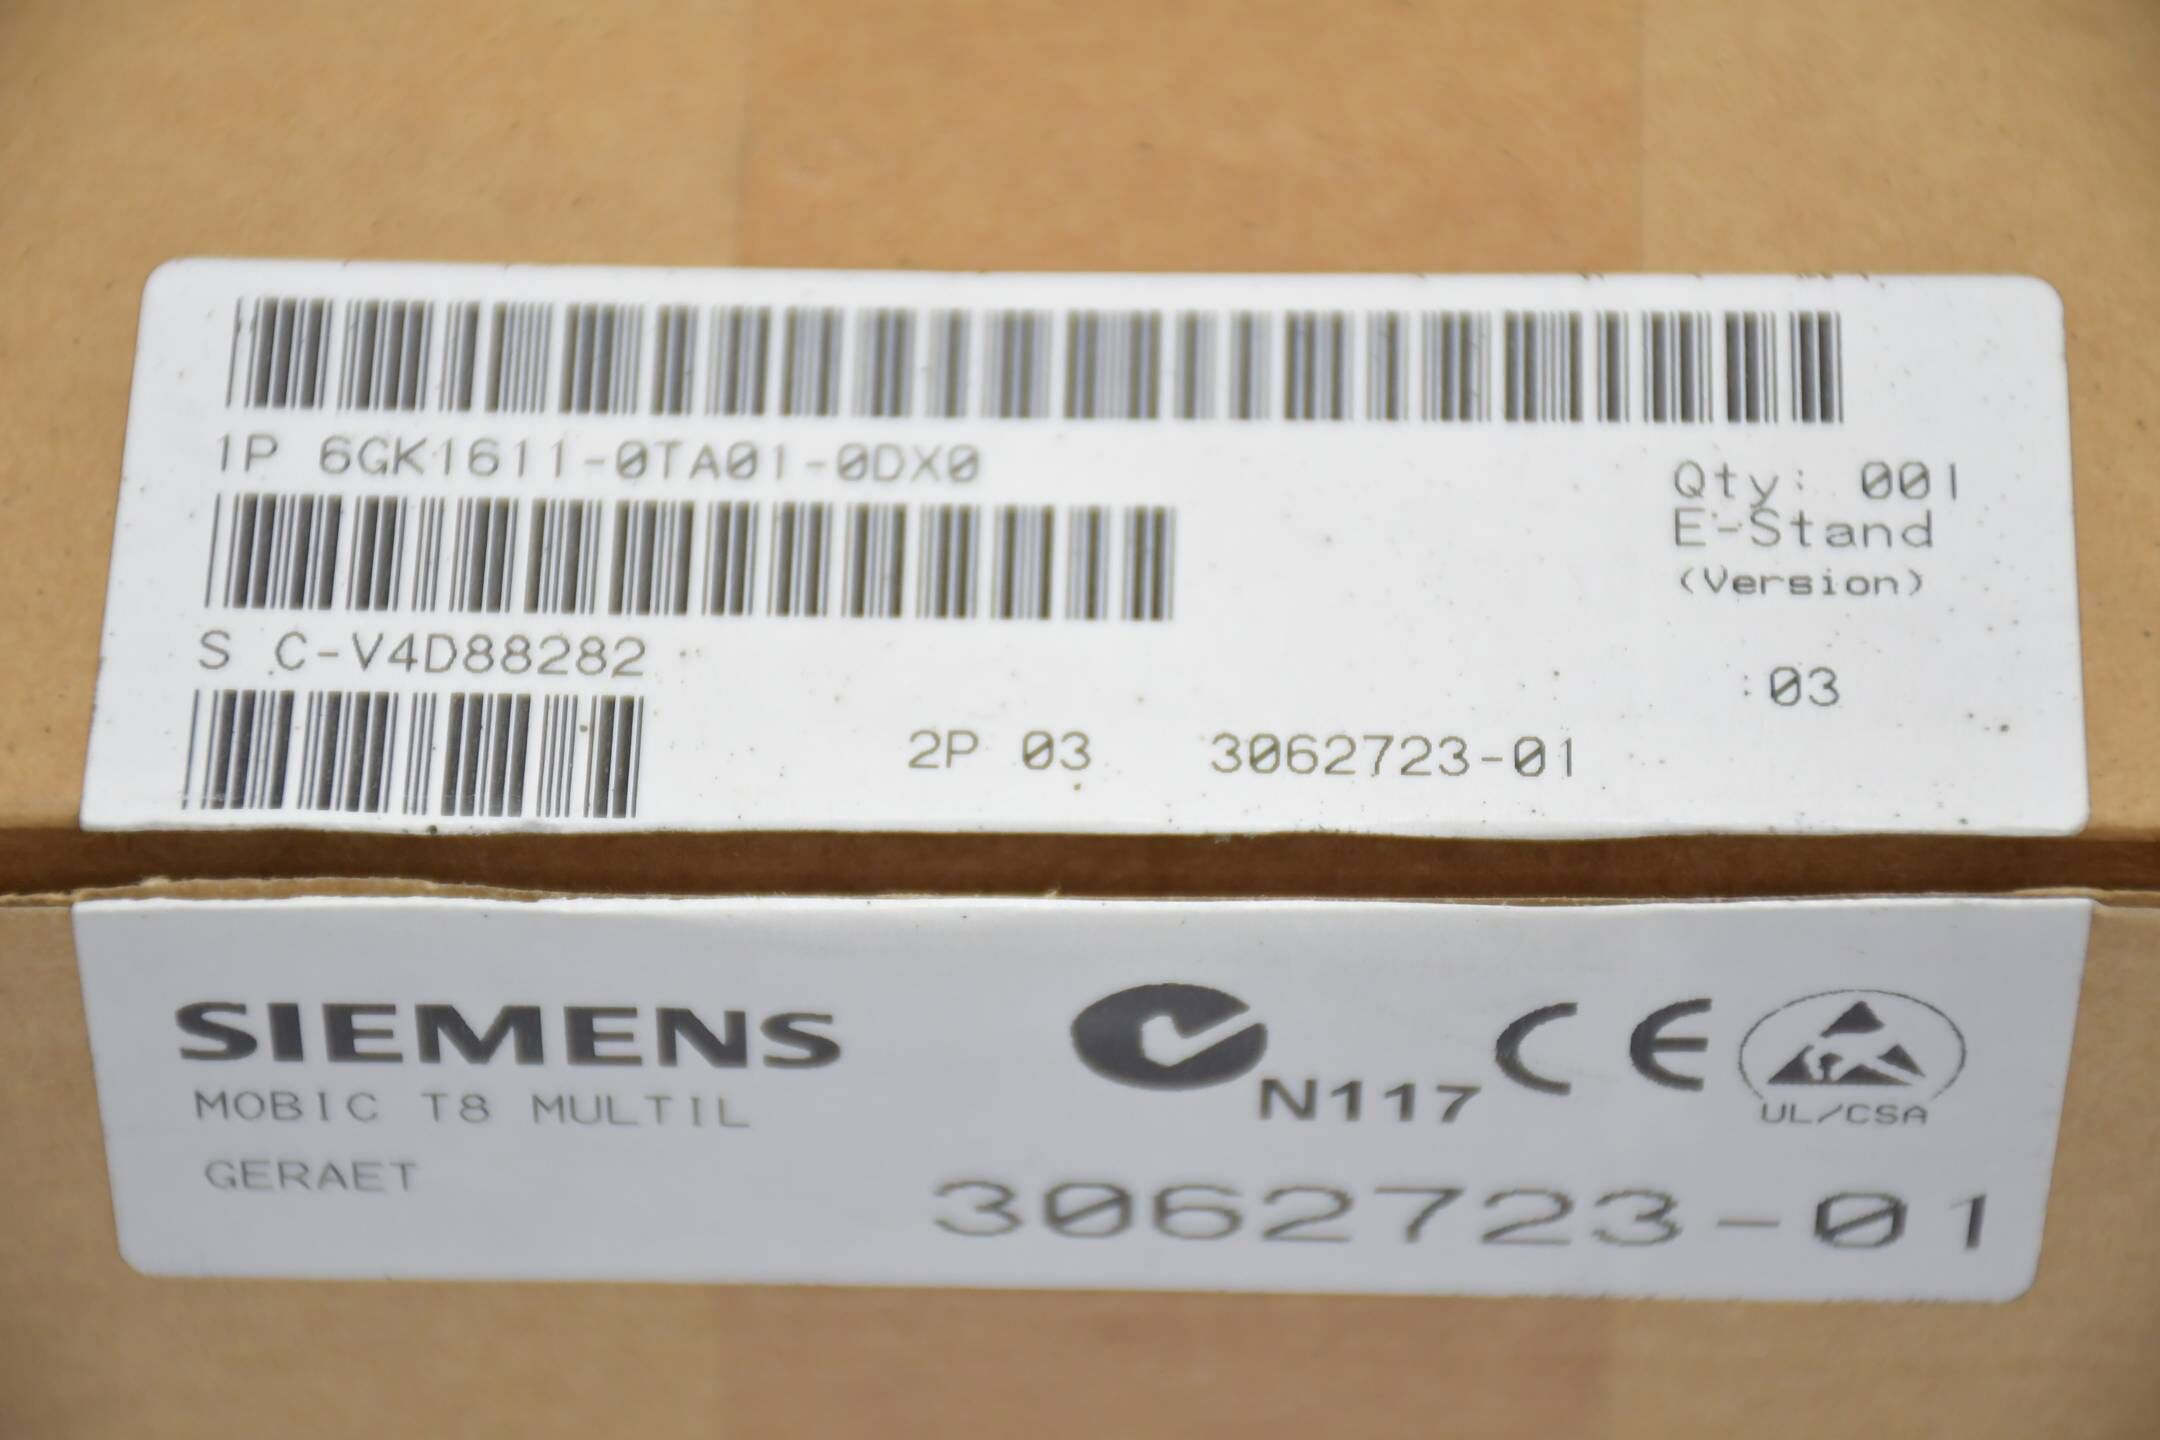 1P 6GK1611-0TA01-0DX0
Qty: 001
E-Stand
(Version)
S C-V4D88282
:03
2P 03 3062723-01
SIEMENS
MOBIC T8 MULTIL
GERAET
N117
CE
UL/CSA
3062723-01